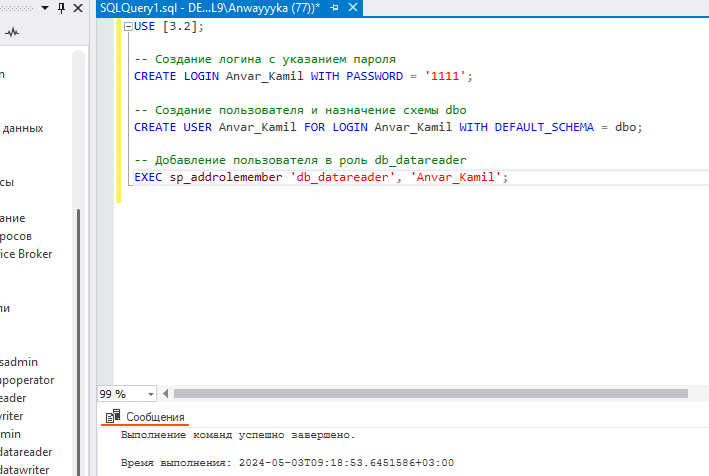 SQLQuery1.sql - DE...L9\Anwayyyka (77))*
USE [3.2];
-- Создание логина с указанием пароля
CREATE LOGIN Anvar_Kamil WITH PASSWORD = '1111';
-- Создание пользователя и назначение схемы dbo
CREATE USER Anvar_Kamil FOR LOGIN Anvar_Kamil WITH DEFAULT_SCHEMA = dbo;
-- Добавление пользователя в роль db_datareader
EXEC sp_addrolemember 'db_datareader', 'Anvar_Kamil';
данных
сы
ание
росов
ice Broker
ли
sadmin
upoperator
eader
writer
min
datareader
datawriter
99 %
Сообщения
Выполнение команд успешно завершено.
Время выполнения: 2024-05-03T09:18:53.6451586+03:00